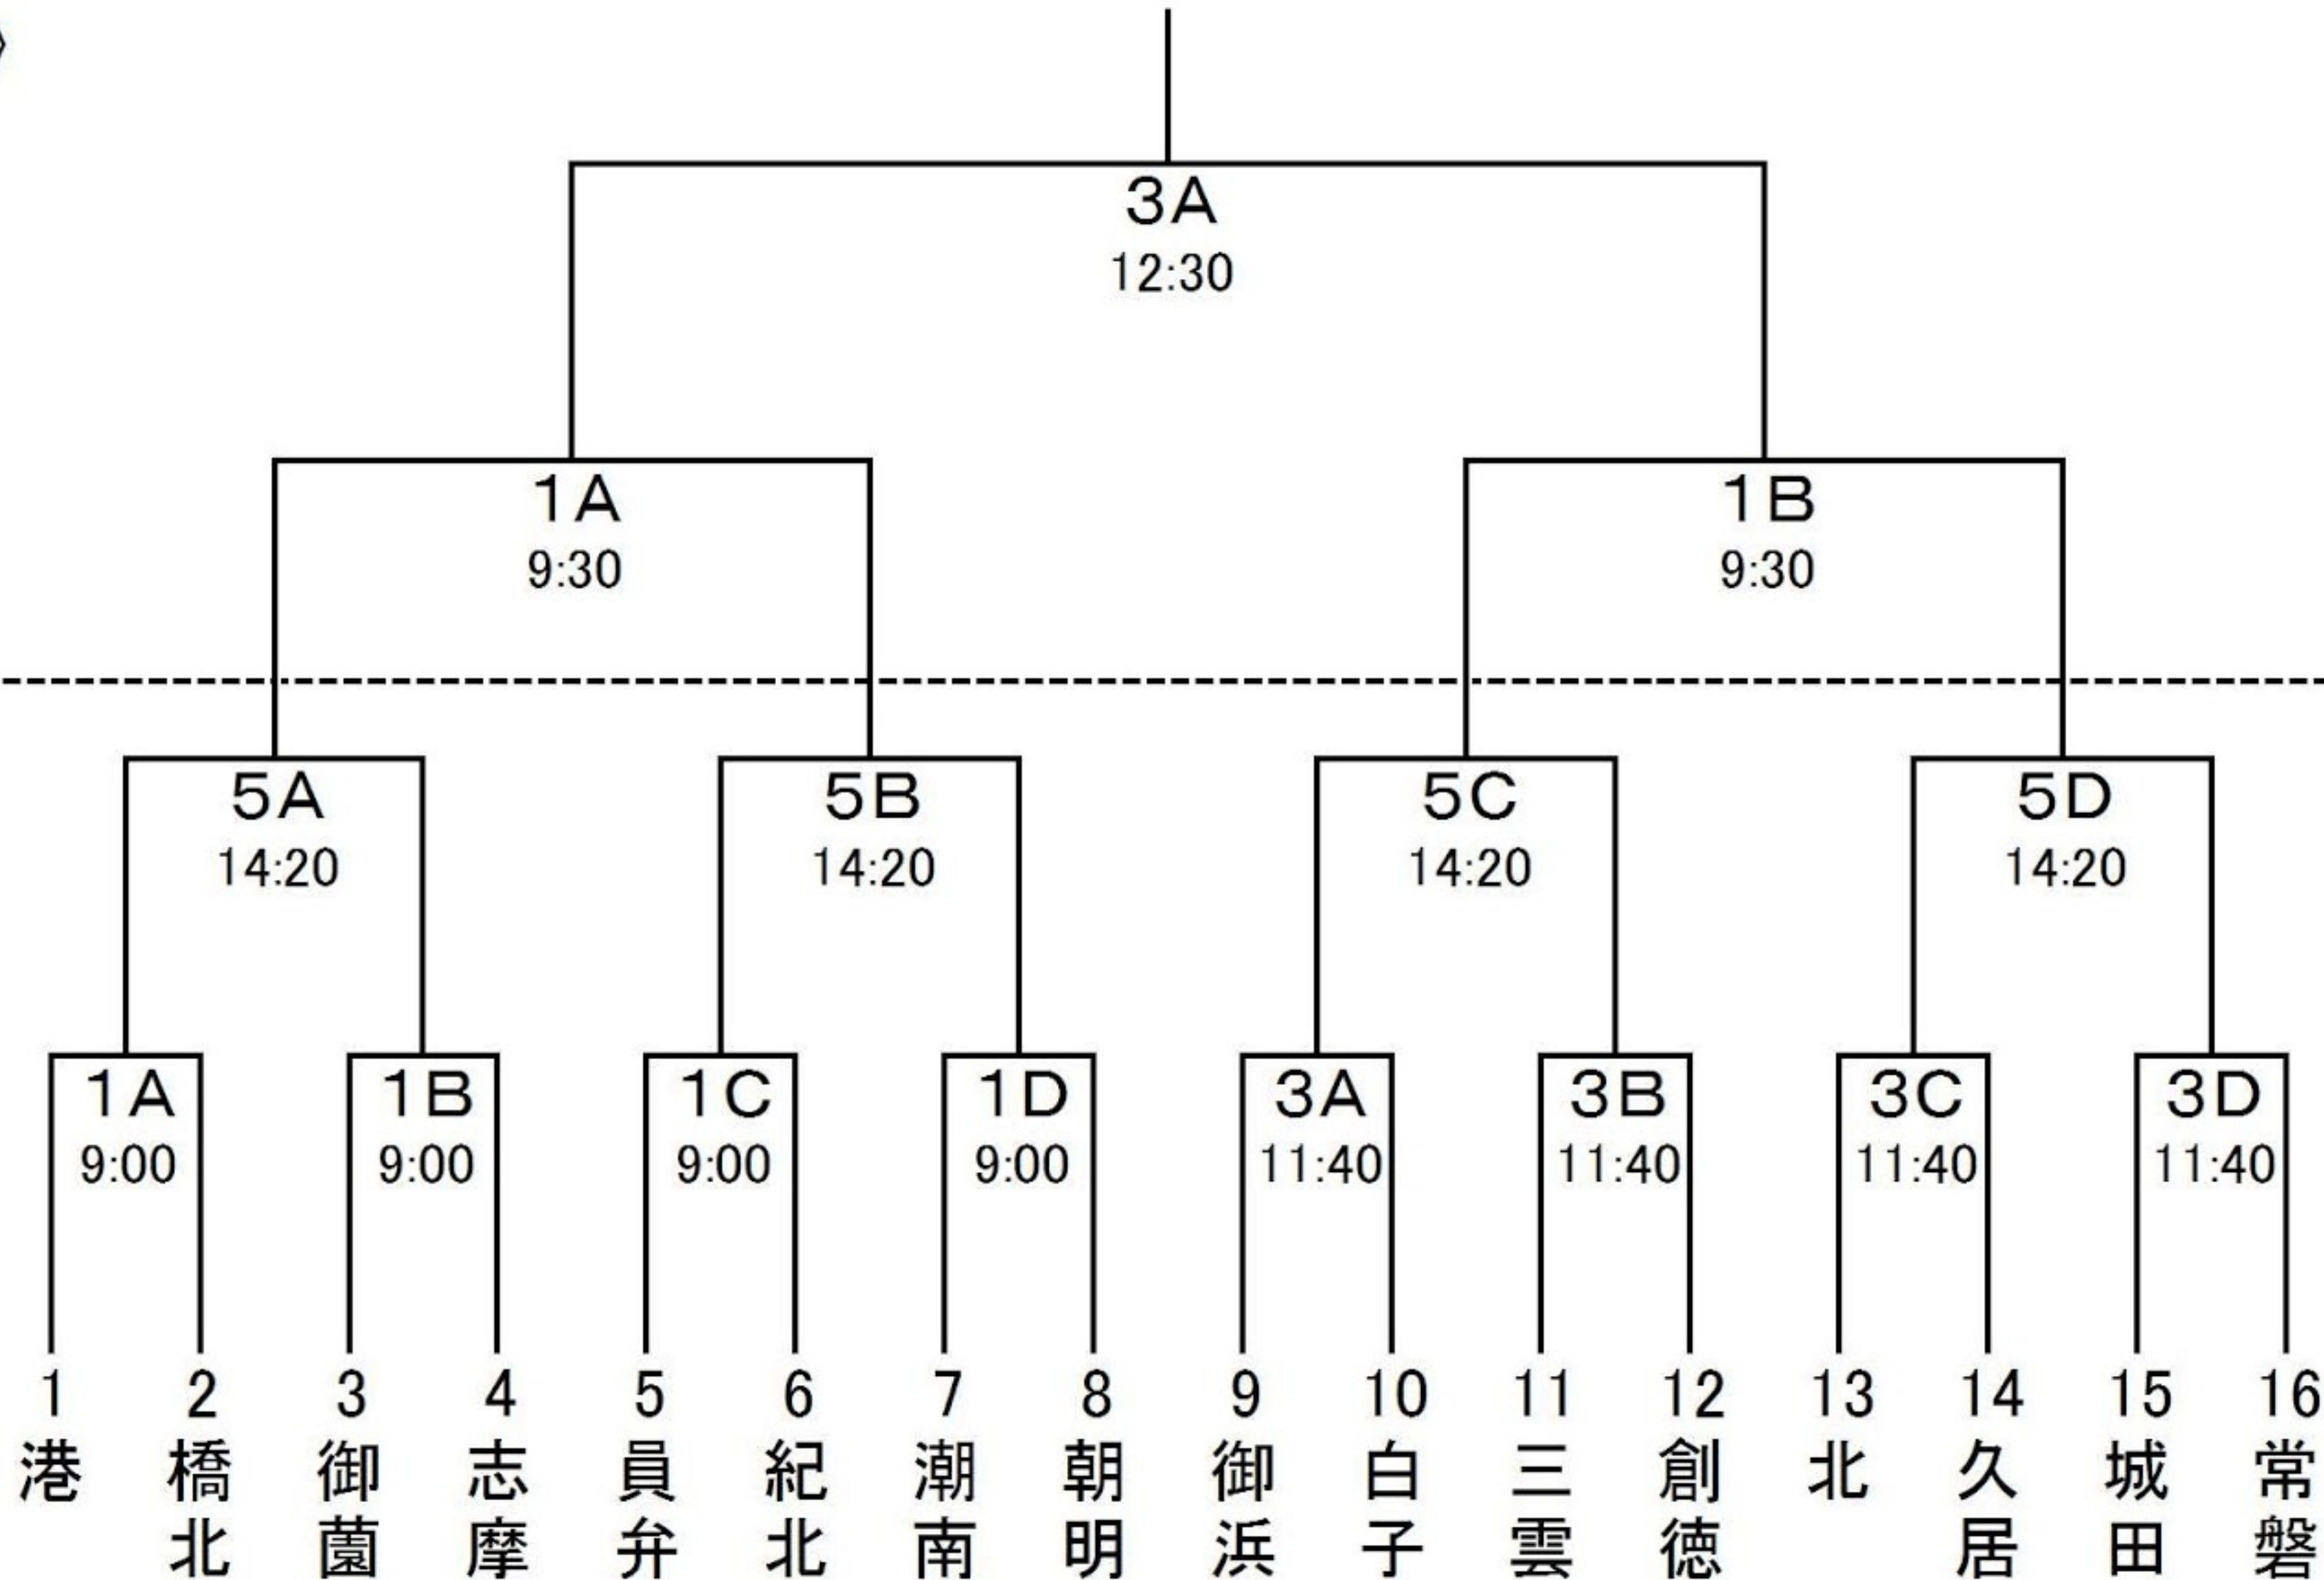 〉
3A
12:30
1A 1B
9:30 9:30
5A 5B 5C 5D
14:20 14:20 14:20 14:20
1A 1B 1C 1D 3A 3B 3C 3D
9:00 9:00 9:00 9:00 11:40 11:40 11:40 11:40
1 2 3 4 5 6 7 8 9 10 11 12 13 14 15 16
港
橋北
御薗
志摩
員弁
紀北
潮南
朝明
御浜
白子
三雲
創徳
北
久居
城田
常磐